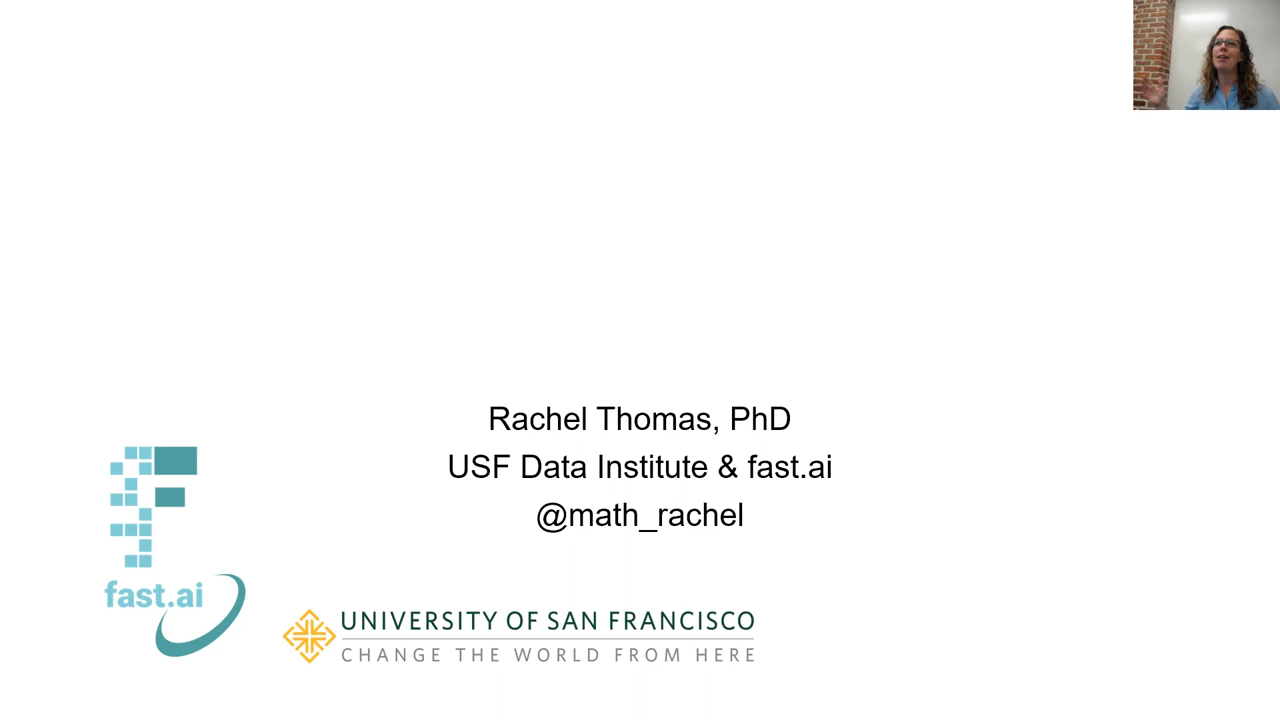 Rachel Thomas, PhD
USF Data Institute & fast.ai
@math_rachel
fast.ai
UNIVERSITY OF SAN FRANCISCO
CHANGE THE WORLD FROM HERE